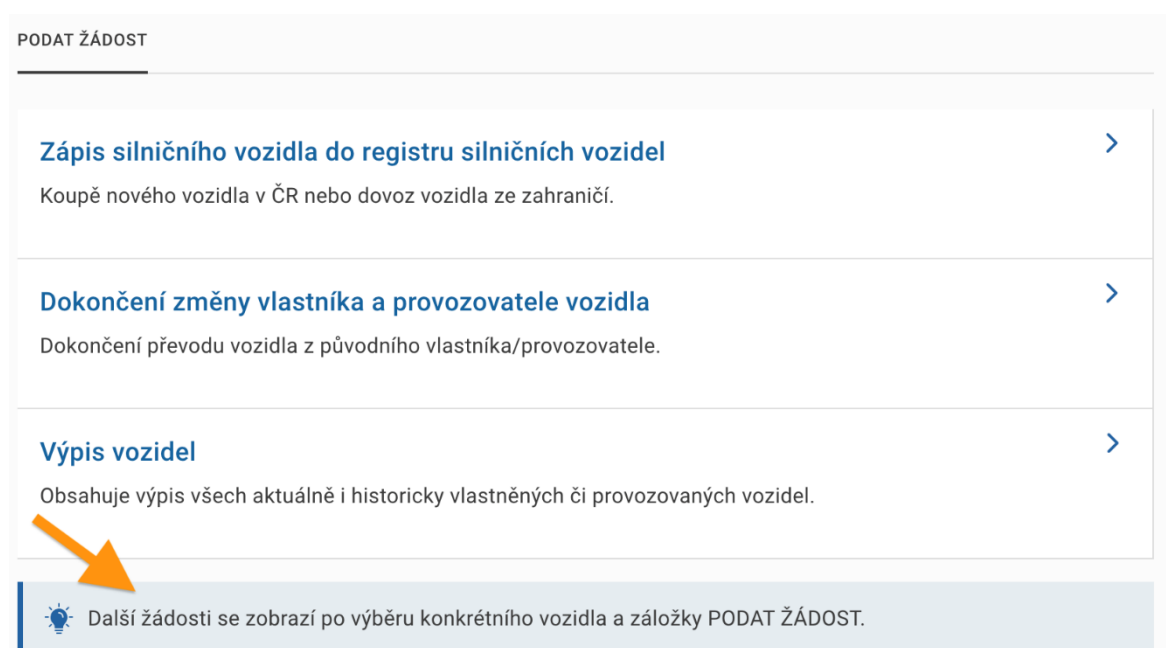 PODAT ŽÁDOST
Zápis silničního vozidla do registru silničních vozidel
Koupě nového vozidla v ČR nebo dovoz vozidla ze zahraničí.
Dokončení změny vlastníka a provozovatele vozidla
Dokončení převodu vozidla z původního vlastníka/provozovatele.
Výpis vozidel
Obsahuje výpis všech aktuálně i historicky vlastněných či provozovaných vozidel.
Další žádosti se zobrazí po výběru konkrétního vozidla a záložky PODAT ŽÁDOST.